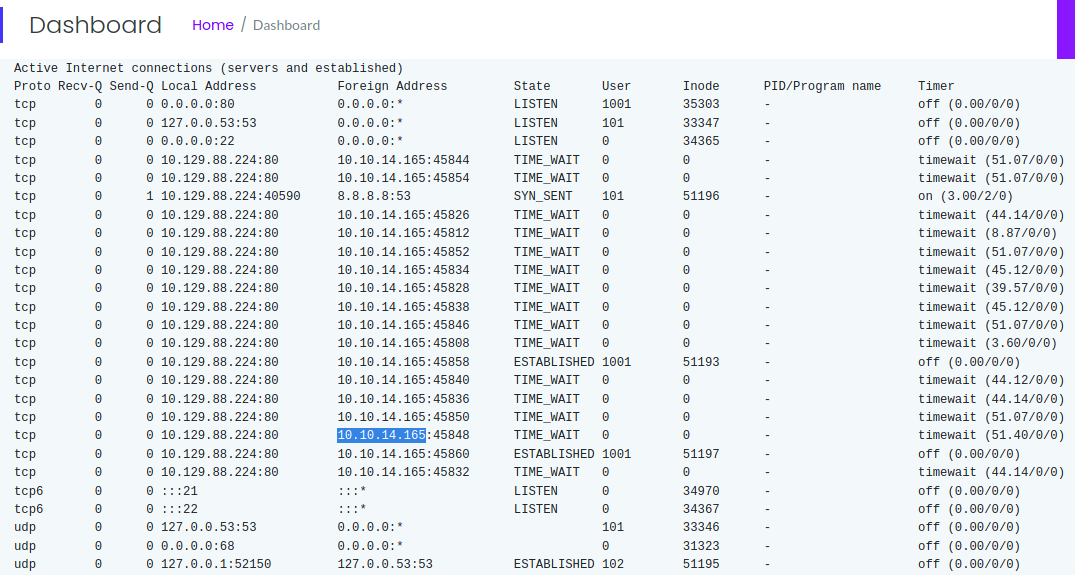 Dashboard Home / Dashboard
Active Internet connections (servers and established)
Proto Recv-Q Send-Q Local Address Foreign Address State User Inode PID/Program name Timer
tcp 0 0 0.0.0.0:80 0.0.0.0:* LISTEN 1001 35303 - off (0.00/0/0)
tcp 0 0 127.0.0.53:53 0.0.0.0:* LISTEN 101 33347 - off (0.00/0/0)
tcp 0 0 0.0.0.0:22 0.0.0.0:* LISTEN 0 34365 - off (0.00/0/0)
tcp 0 0 10.129.88.224:80 10.10.14.165:45844 TIME_WAIT 0 0 - timewait (51.07/0/0)
tcp 0 0 10.129.88.224:80 10.10.14.165:45854 TIME_WAIT 0 0 - timewait (51.07/0/0)
tcp 0 1 10.129.88.224:40590 8.8.8.8:53 SYN_SENT 101 51196 - on (3.00/2/0)
tcp 0 0 10.129.88.224:80 10.10.14.165:45826 TIME_WAIT 0 0 - timewait (44.14/0/0)
tcp 0 0 10.129.88.224:80 10.10.14.165:45812 TIME_WAIT 0 0 - timewait (8.87/0/0)
tcp 0 0 10.129.88.224:80 10.10.14.165:45852 TIME_WAIT 0 0 - timewait (51.07/0/0)
tcp 0 0 10.129.88.224:80 10.10.14.165:45834 TIME_WAIT 0 0 - timewait (45.12/0/0)
tcp 0 0 10.129.88.224:80 10.10.14.165:45828 TIME_WAIT 0 0 - timewait (39.57/0/0)
tcp 0 0 10.129.88.224:80 10.10.14.165:45838 TIME_WAIT 0 0 - timewait (45.12/0/0)
tcp 0 0 10.129.88.224:80 10.10.14.165:45846 TIME_WAIT 0 0 - timewait (51.07/0/0)
tcp 0 0 10.129.88.224:80 10.10.14.165:45808 TIME_WAIT 0 0 - timewait (3.60/0/0)
tcp 0 0 10.129.88.224:80 10.10.14.165:45858 ESTABLISHED 1001 51193 - off (0.00/0/0)
tcp 0 0 10.129.88.224:80 10.10.14.165:45840 TIME_WAIT 0 0 - timewait (44.12/0/0)
tcp 0 0 10.129.88.224:80 10.10.14.165:45836 TIME_WAIT 0 0 - timewait (44.14/0/0)
tcp 0 0 10.129.88.224:80 10.10.14.165:45850 TIME_WAIT 0 0 - timewait (51.07/0/0)
tcp 0 0 10.129.88.224:80 10.10.14.165:45848 TIME_WAIT 0 0 - timewait (51.40/0/0)
tcp 0 0 10.129.88.224:80 10.10.14.165:45860 ESTABLISHED 1001 51197 - off (0.00/0/0)
tcp 0 0 10.129.88.224:80 10.10.14.165:45832 TIME_WAIT 0 0 - timewait (44.14/0/0)
tcp6 0 0 :::21 :::* LISTEN 0 34970 - off (0.00/0/0)
tcp6 0 0 :::22 :::* LISTEN 0 34367 - off (0.00/0/0)
udp 0 0 127.0.0.53:53 0.0.0.0:* 101 33346 - off (0.00/0/0)
udp 0 0 0.0.0.0:68 0.0.0.0:* 0 31323 - off (0.00/0/0)
udp 0 0 127.0.0.1:52150 127.0.0.53:53 ESTABLISHED 102 51195 - off (0.00/0/0)